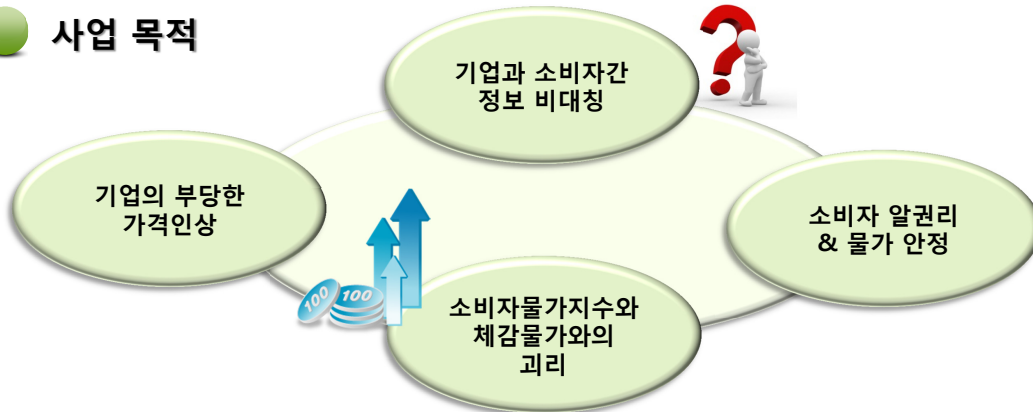 사업 목적
기업과 소비자간
정보 비대칭
기업의 부당한
가격인상
소비자 알권리
& 물가 안정
100
100
소비자물가지수와
체감물가와의
괴리